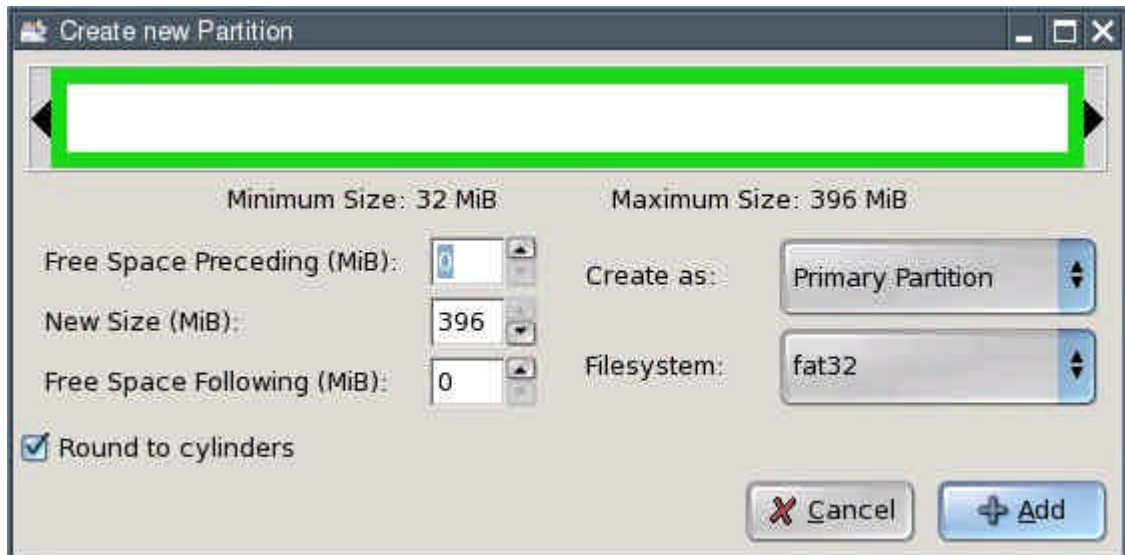 Create new Partition
Minimum Size: 32 MiB Maximum Size: 396 MiB
Free Space Preceding (MiB): 0
Create as: Primary Partition
New Size (MiB): 396
Filesystem: fat32
Free Space Following (MiB): 0
Round to cylinders
Cancel Add